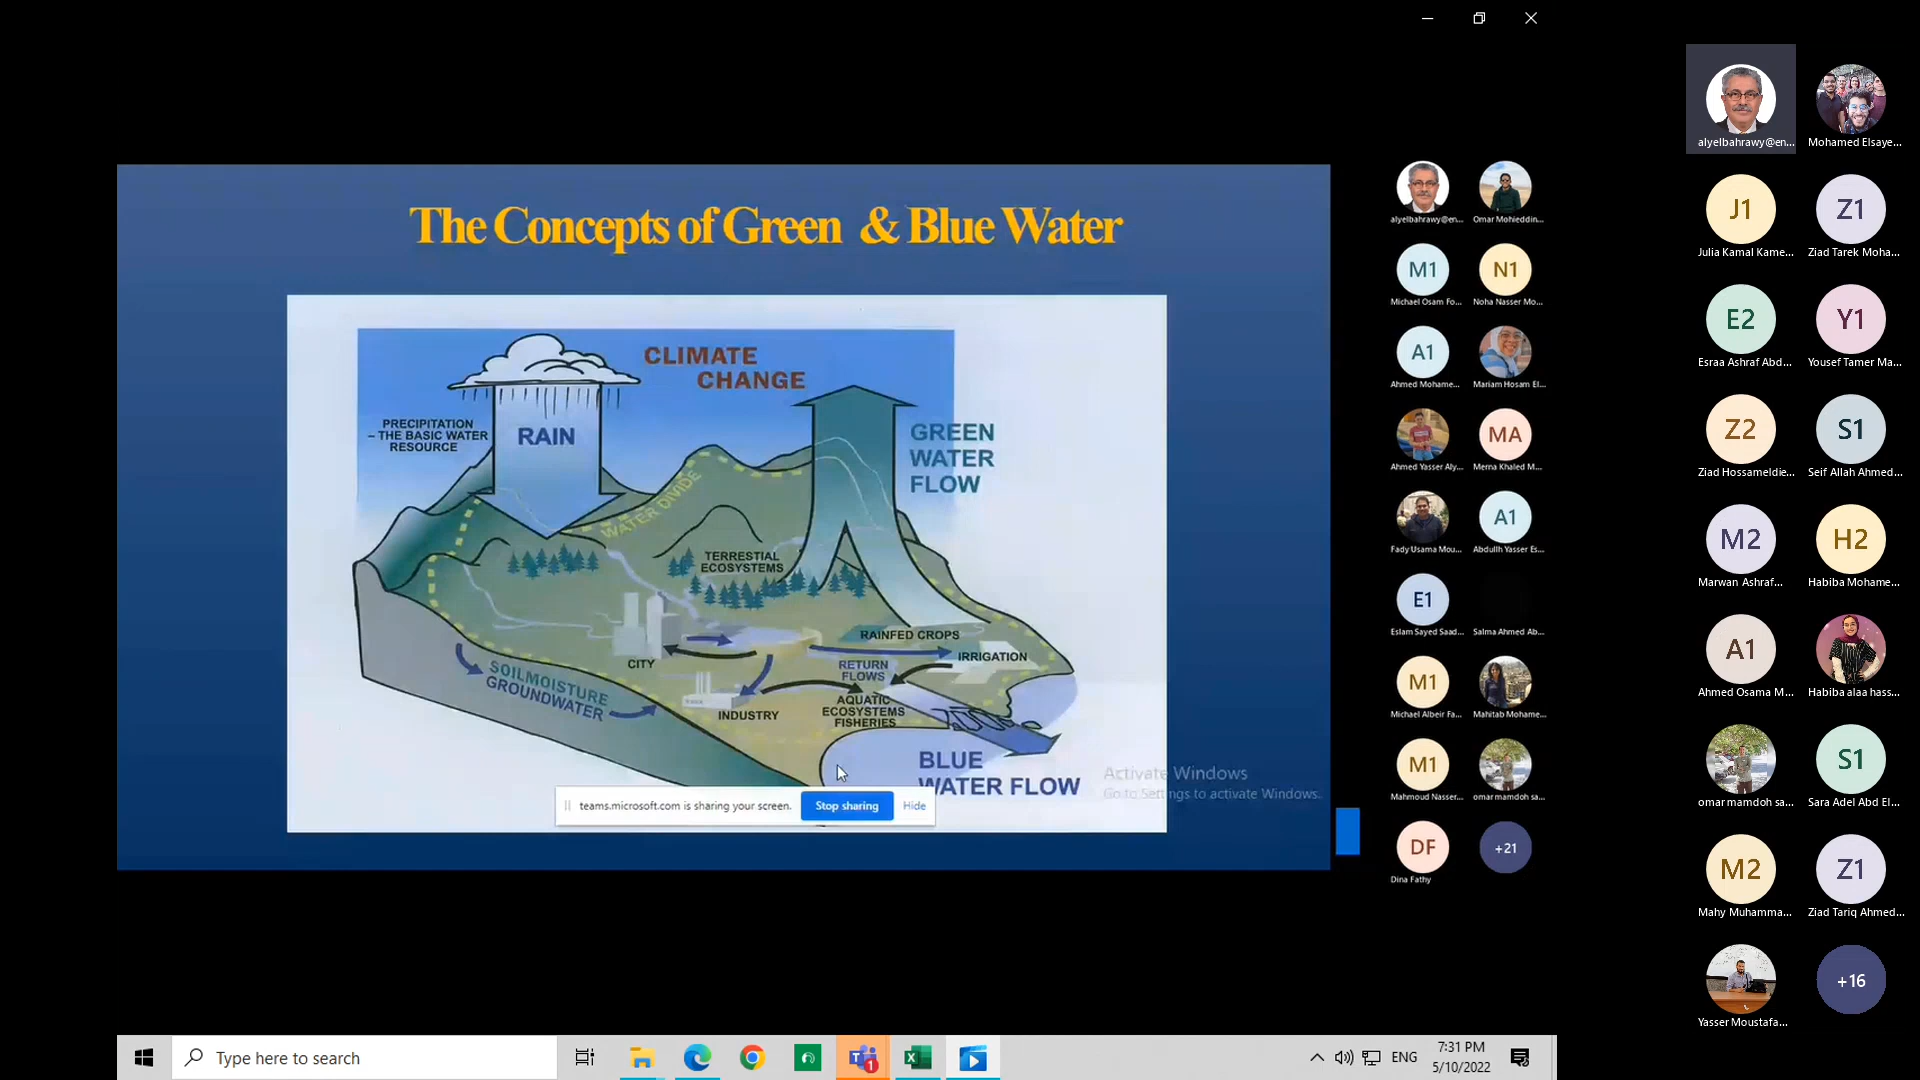 The Concepts of Green & Blue Water
CLIMATE
CHANGE
PRECIPITATION
– THE BASIC WATER
RESOURCE
RAIN
GREEN
WATER
FLOW
WATER DIVIDE
TERRESTIAL
ECOSYSTEMS
RAINFED CROPS
CITY
RETURN
FLOWS
IRRIGATION
SOILMOISTURE
GROUNDWATER
INDUSTRY
AQUATIC
ECOSYSTEMS
FISHERIES
BLUE
WATER FLOW
Activate Windows
Go to Settings to activate Windows.
teams.microsoft.com is sharing your screen.
Stop sharing
Hide
alyelbahrawy@en...
Omar Mohieddin...
M1
N1
Michael Osam Fo...
Noha Nasser Mo...
A1
Ahmed Mohame...
Mariam Hosam El...
MA
Ahmed Yasser Aly...
Merna Khaled M...
A1
Fady Usama Mou...
Abdullh Yasser Es...
E1
Eslam Sayed Saad...
Salma Ahmed Ab...
M1
Michael Albeir Fa...
Mahitab Mohame...
M1
Mahmoud Nasser...
omar mamdoh sa...
DF
+21
Dina Fathy
alyelbahrawy@en...
Mohamed Elsaye...
J1
Z1
Julia Kamal Kame...
Ziad Tarek Moha...
E2
Y1
Esraa Ashraf Abd...
Yousef Tamer Ma...
Z2
S1
Ziad Hossameldie...
Seif Allah Ahmed...
M2
H2
Marwan Ashraf...
Habiba Mohame...
A1
Ahmed Osama M...
Habiba alaa hass...
S1
omar mamdoh sa...
Sara Adel Abd El...
M2
Z1
Mahy Muhamma...
Ziad Tariq Ahmed...
+16
Yasser Moustafa...
Type here to search
1
ENG
7:31 PM
5/10/2022